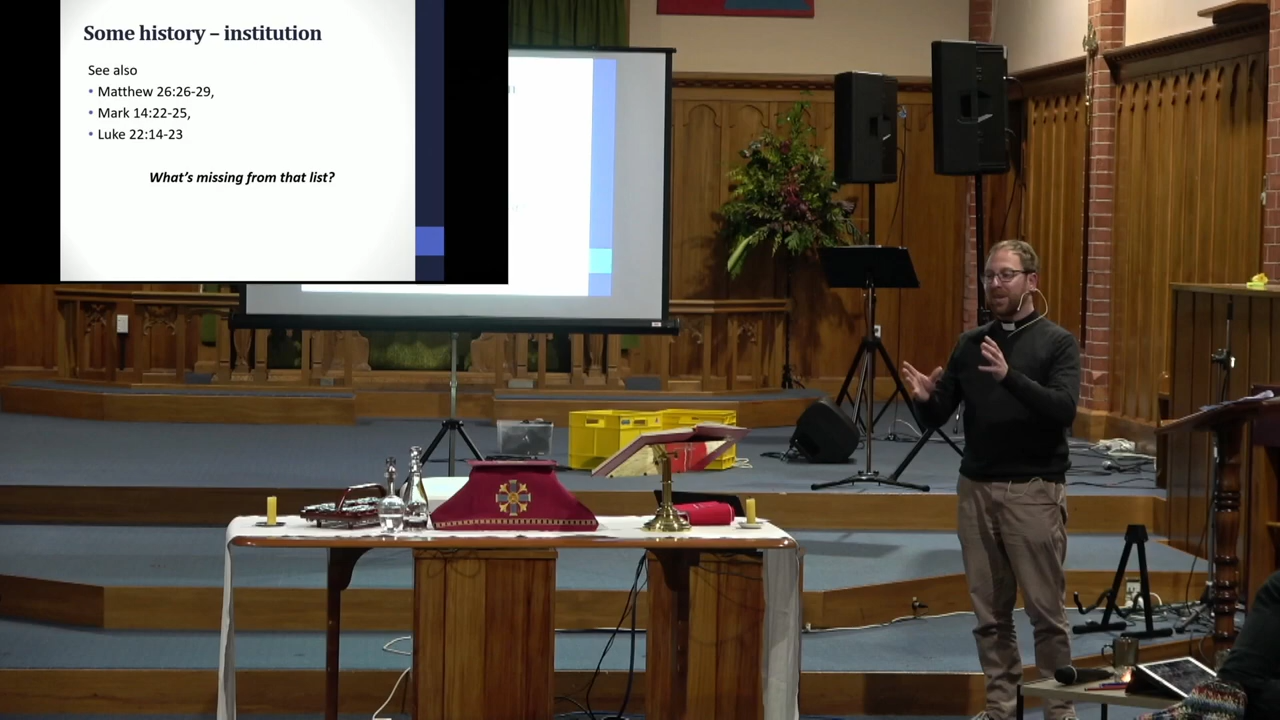 Some history – institution
See also
• Matthew 26:26-29,
• Mark 14:22-25,
• Luke 22:14-23
What's missing from that list?